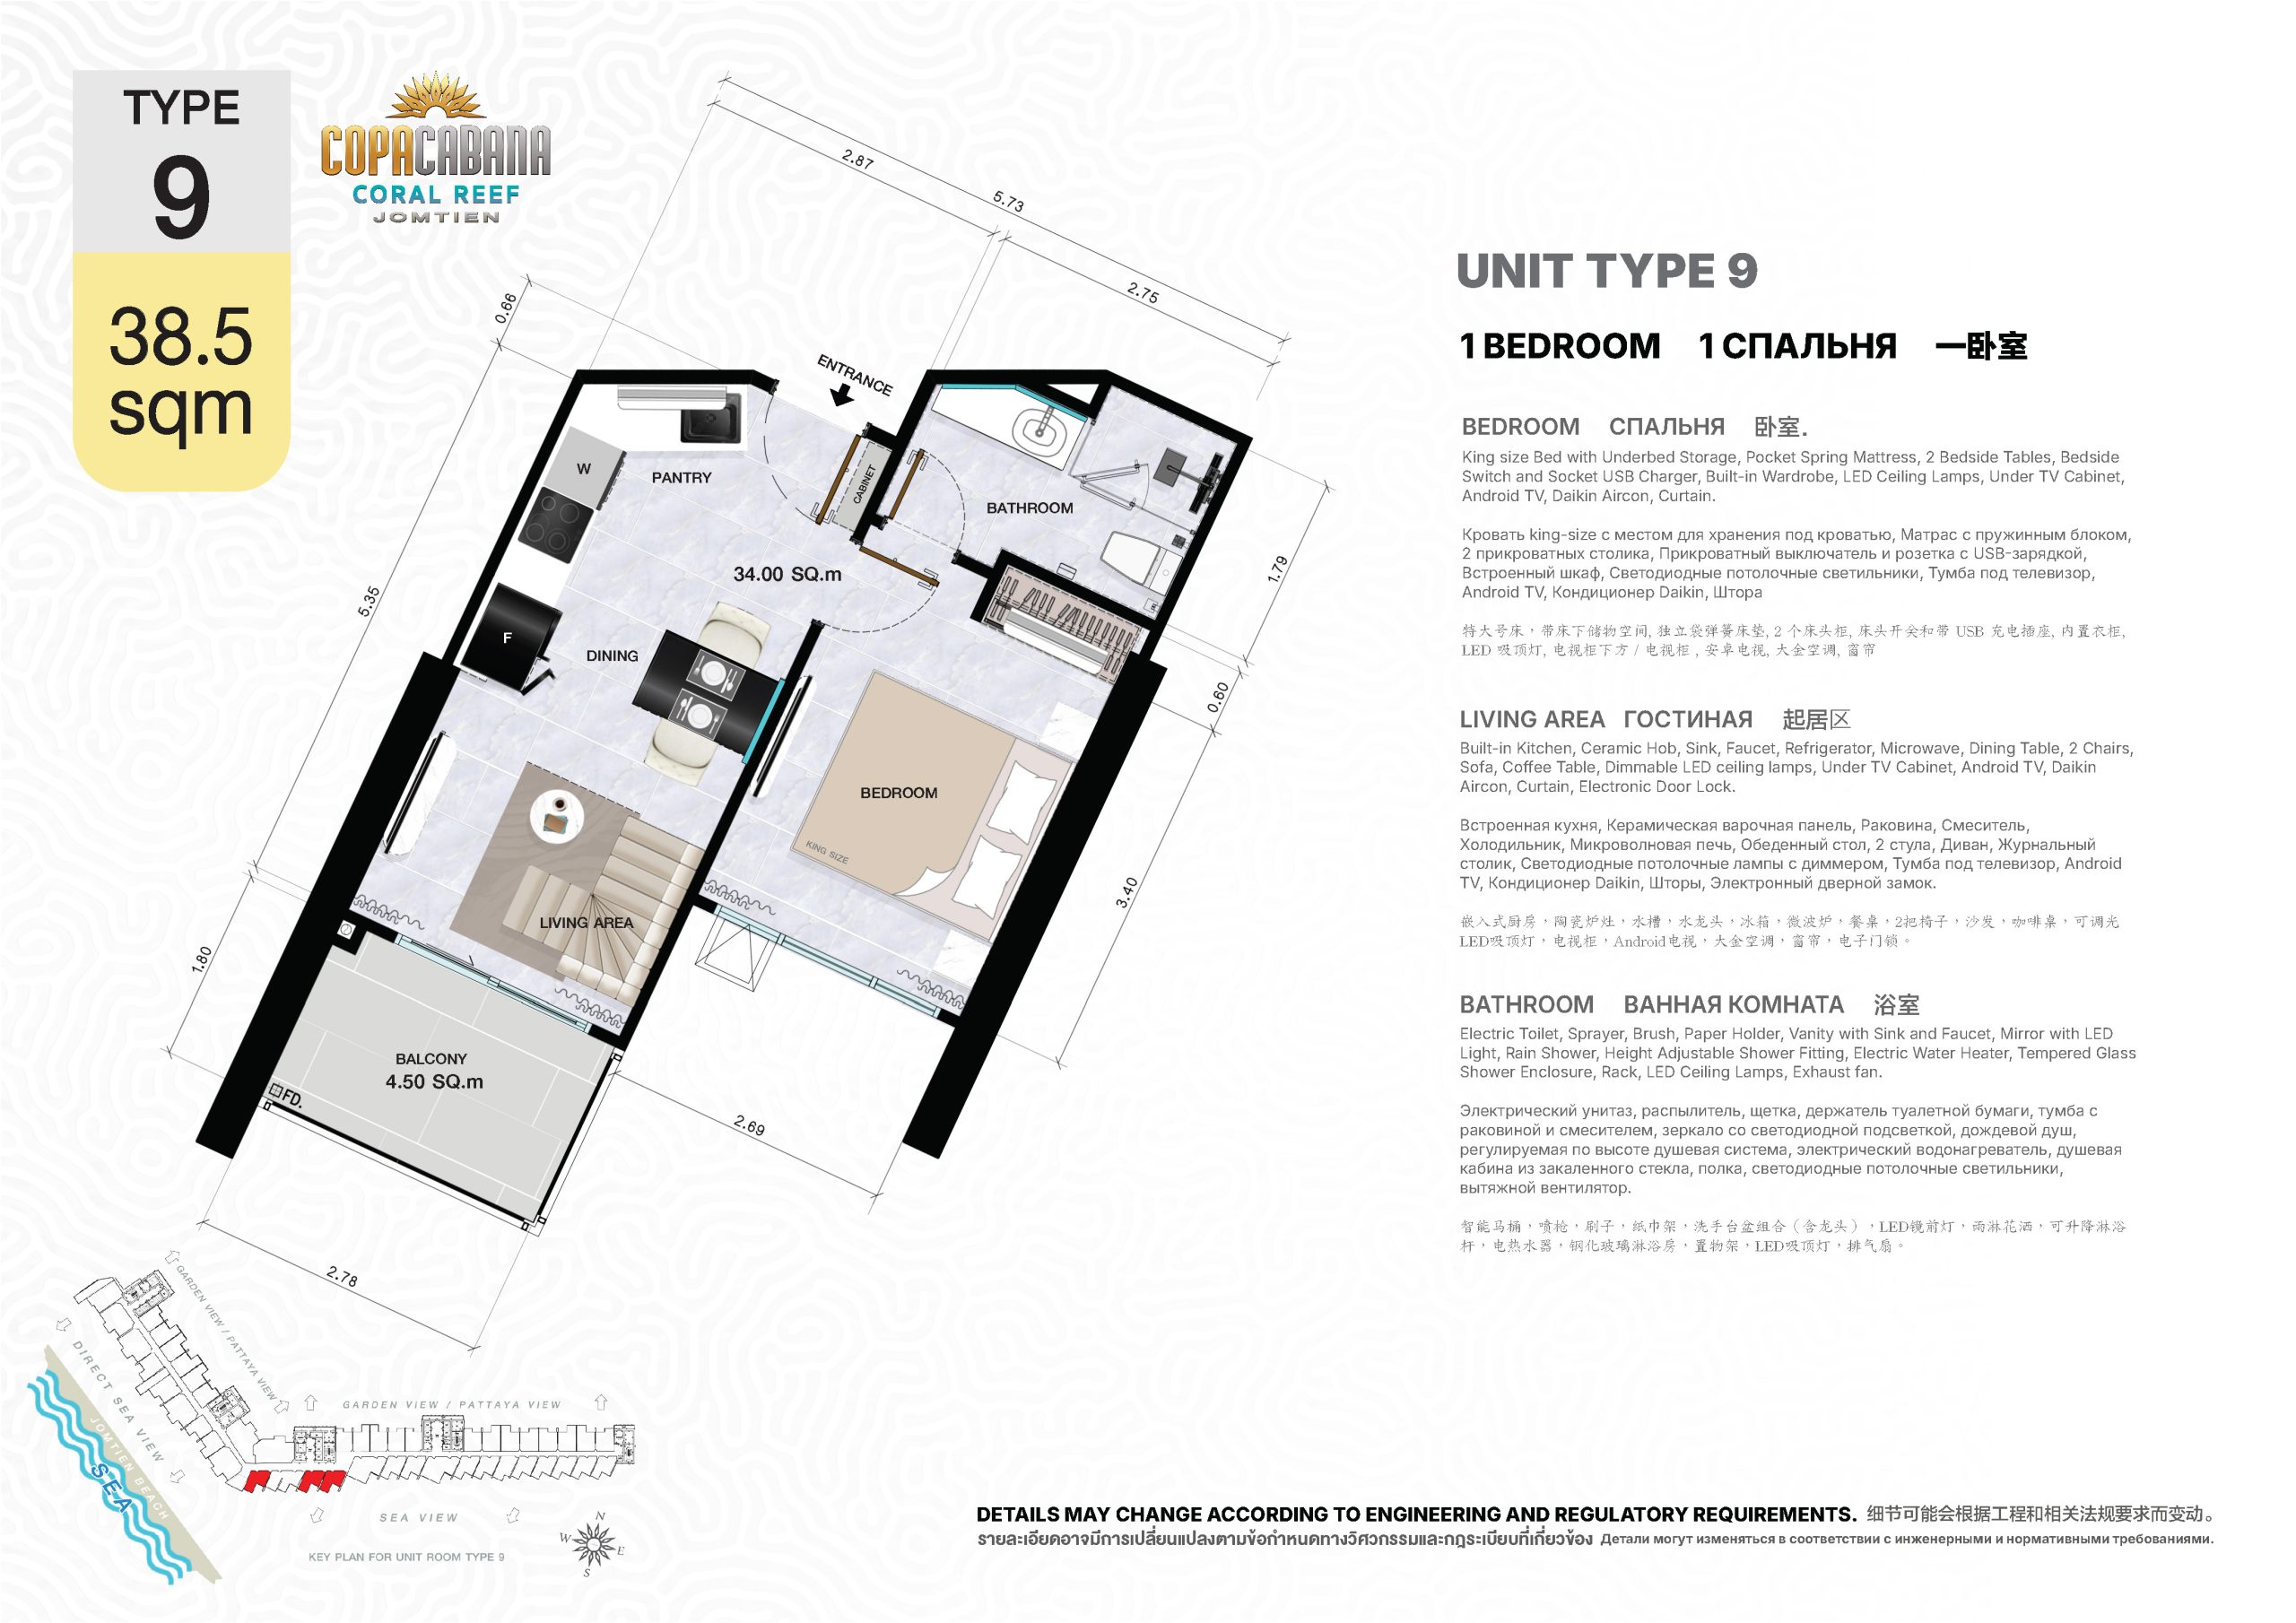 TYPE
9
38.5
sqm
COPACABANA
CORAL REEF
JOMTIEN
2.87
5.73
2.75
0.66
5.35
1.80
1.79
0.60
3.40
2.69
2.78
ENTRANCE
W
PANTRY
CABINET
BATHROOM
34.00 SQ.m
F
DINING
BEDROOM
KING SIZE
LIVING AREA
BALCONY
4.50 SQ.m
FD.
UNIT TYPE 9
1 BEDROOM 1 СПАЛЬНЯ 一卧室
BEDROOM СПАЛЬНЯ 卧室.
King size Bed with Underbed Storage, Pocket Spring Mattress, 2 Bedside Tables, Bedside
Switch and Socket USB Charger, Built-in Wardrobe, LED Ceiling Lamps, Under TV Cabinet,
Android TV, Daikin Aircon, Curtain.
Кровать king-size с местом для хранения под кроватью, Матрас с пружинным блоком,
2 прикроватных столика, Прикроватный выключатель и розетка с USB-зарядкой,
Встроенный шкаф, Светодиодные потолочные светильники, Тумба под телевизор,
Android TV, Кондиционер Daikin, Штора
特大号床，带床下储物空间, 独立袋弹簧床垫, 2 个床头柜, 床头开关和带 USB 充电插座, 内置衣柜,
LED 吸顶灯, 电视柜下方 / 电视柜 , 安卓电视, 大金空调, 窗帘
LIVING AREA ГОСТИНАЯ 起居区
Built-in Kitchen, Ceramic Hob, Sink, Faucet, Refrigerator, Microwave, Dining Table, 2 Chairs,
Sofa, Coffee Table, Dimmable LED ceiling lamps, Under TV Cabinet, Android TV, Daikin
Aircon, Curtain, Electronic Door Lock.
Встроенная кухня, Керамическая варочная панель, Раковина, Смеситель,
Холодильник, Микроволновая печь, Обеденный стол, 2 стула, Диван, Журнальный
столик, Светодиодные потолочные лампы с диммером, Тумба под телевизор, Android
TV, Кондиционер Daikin, Шторы, Электронный дверной замок.
嵌入式厨房，陶瓷炉灶，水槽，水龙头，冰箱，微波炉，餐桌，2把椅子，沙发，咖啡桌，可调光
LED吸顶灯，电视柜，Android电视，大金空调，窗帘，电子门锁。
BATHROOM ВАННАЯ КОМНАТА 浴室
Electric Toilet, Sprayer, Brush, Paper Holder, Vanity with Sink and Faucet, Mirror with LED
Light, Rain Shower, Height Adjustable Shower Fitting, Electric Water Heater, Tempered Glass
Shower Enclosure, Rack, LED Ceiling Lamps, Exhaust fan.
Электрический унитаз, распылитель, щетка, держатель туалетной бумаги, тумба с
раковиной и смесителем, зеркало со светодиодной подсветкой, дождевой душ,
регулируемая по высоте душевая система, электрический водонагреватель, душевая
кабина из закаленного стекла, полка, светодиодные потолочные светильники,
вытяжной вентилятор.
智能马桶，喷枪，刷子，纸巾架，洗手台盆组合（含龙头），LED镜前灯，雨淋花洒，可升降淋浴
杆，电热水器，钢化玻璃淋浴房，置物架，LED吸顶灯，排气扇。
GARDEN VIEW / PATTAYA VIEW
DIRECT SEA VIEW
JOMTIEN BEACH
SEA
GARDEN VIEW / PATTAYA VIEW
SEA VIEW
KEY PLAN FOR UNIT ROOM TYPE 9
N
W
E
S
DETAILS MAY CHANGE ACCORDING TO ENGINEERING AND REGULATORY REQUIREMENTS. 细节可能会根据工程和相关法规要求而变动。
รายละเอียดอาจมีการเปลี่ยนแปลงตามข้อกำหนดทางวิศวกรรมและกฎระเบียบที่เกี่ยวข้อง Детали могут изменяться в соответствии с инженерными и нормативными требованиями.